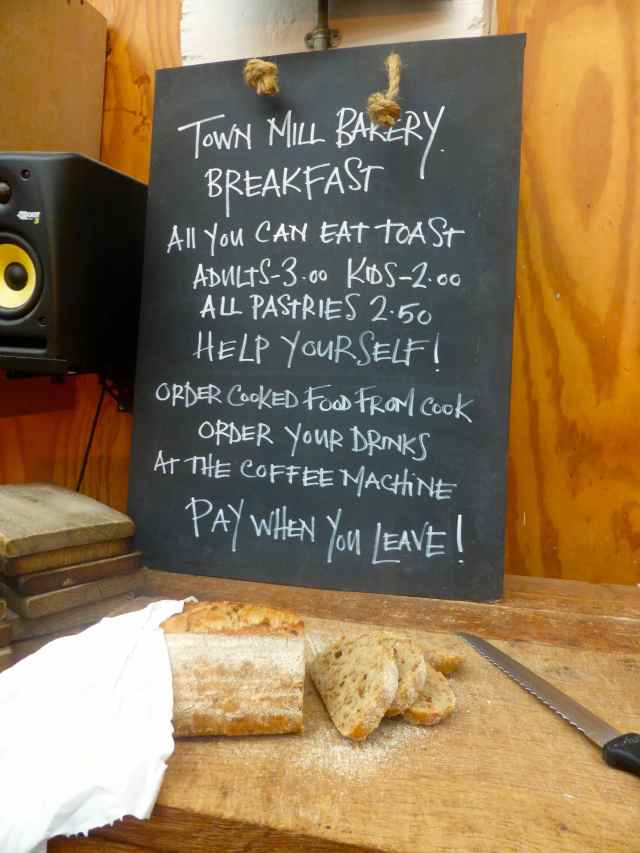 TOWN MILL BAKERY
BREAKFAST
All YOU CAN EAT TOAST
ADULTS-3.00 KIDS-2.00
ALL PASTRIES 2.50
HELP YOURSELF!
ORDER COOKED FOOD FROM COOK
ORDER YOUR DRINKS
AT THE COFFEE MACHINE
PAY WHEN YOU LEAVE!